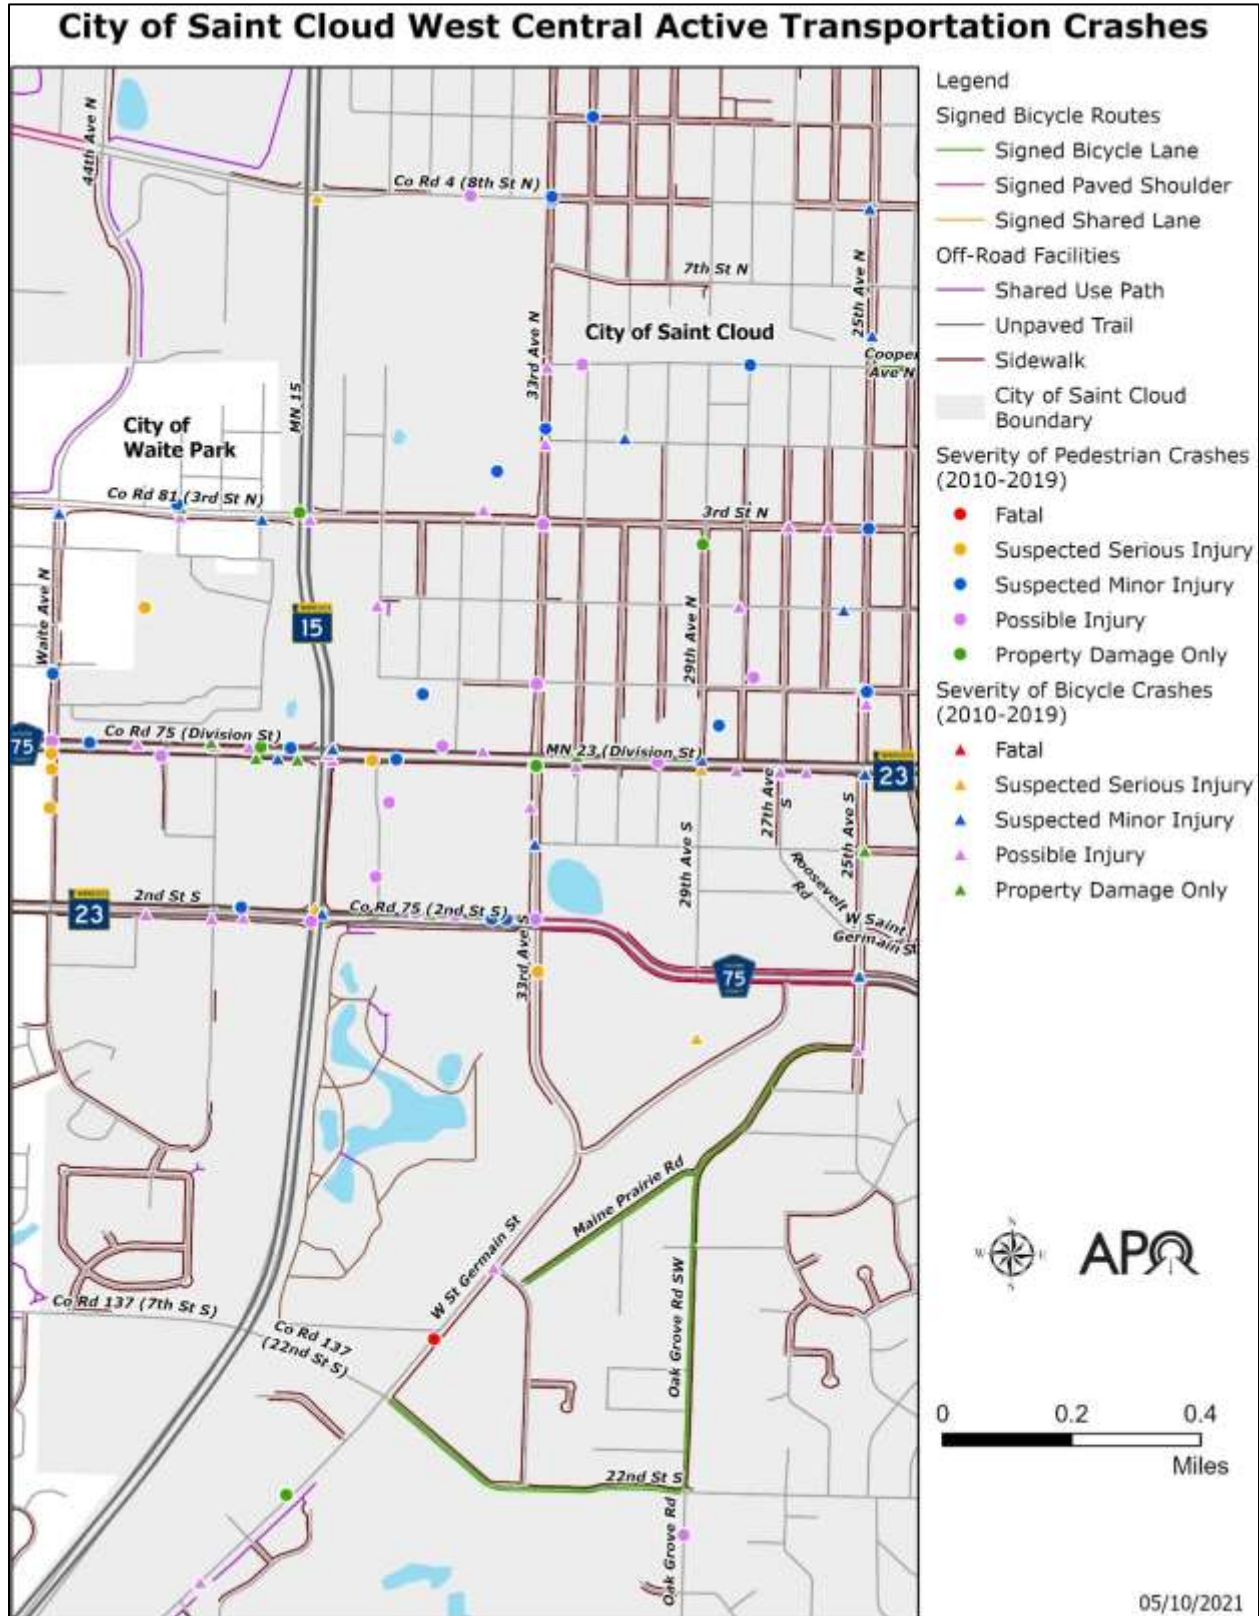 City of Saint Cloud West Central Active Transportation Crashes
44th Ave N
Co Rd 4 (8th St N)
7th St N
25th Ave N
City of Saint Cloud
Cooper
Ave N
33rd Ave N
MN 15
City of
Waite Park
Co Rd 81 (3rd St N)
3rd St N
Waite Ave N
15
29th Ave N
75
Co Rd 75 (Division St)
MN 23 (Division St)
23
27th Ave
S
25th Ave S
29th Ave S
Roosevelt
Rd
W Saint
Germain S
2nd St S
23
Co Rd 75 (2nd St S)
33rd Ave S
75
Maine Prairie Rd
W St Germain St
Oak Grove Rd SW
Co Rd 137 (7th St S)
Co Rd 137
(22nd St S)
22nd St S
Oak Grove Rd
Legend
Signed Bicycle Routes
Signed Bicycle Lane
Signed Paved Shoulder
Signed Shared Lane
Off-Road Facilities
Shared Use Path
Unpaved Trail
Sidewalk
City of Saint Cloud
Boundary
Severity of Pedestrian Crashes
(2010-2019)
Fatal
Suspected Serious Injury
Suspected Minor Injury
Possible Injury
Property Damage Only
Severity of Bicycle Crashes
(2010-2019)
Fatal
Suspected Serious Injury
Suspected Minor Injury
Possible Injury
Property Damage Only
N
W E
S
APO
0 0.2 0.4
Miles
05/10/2021